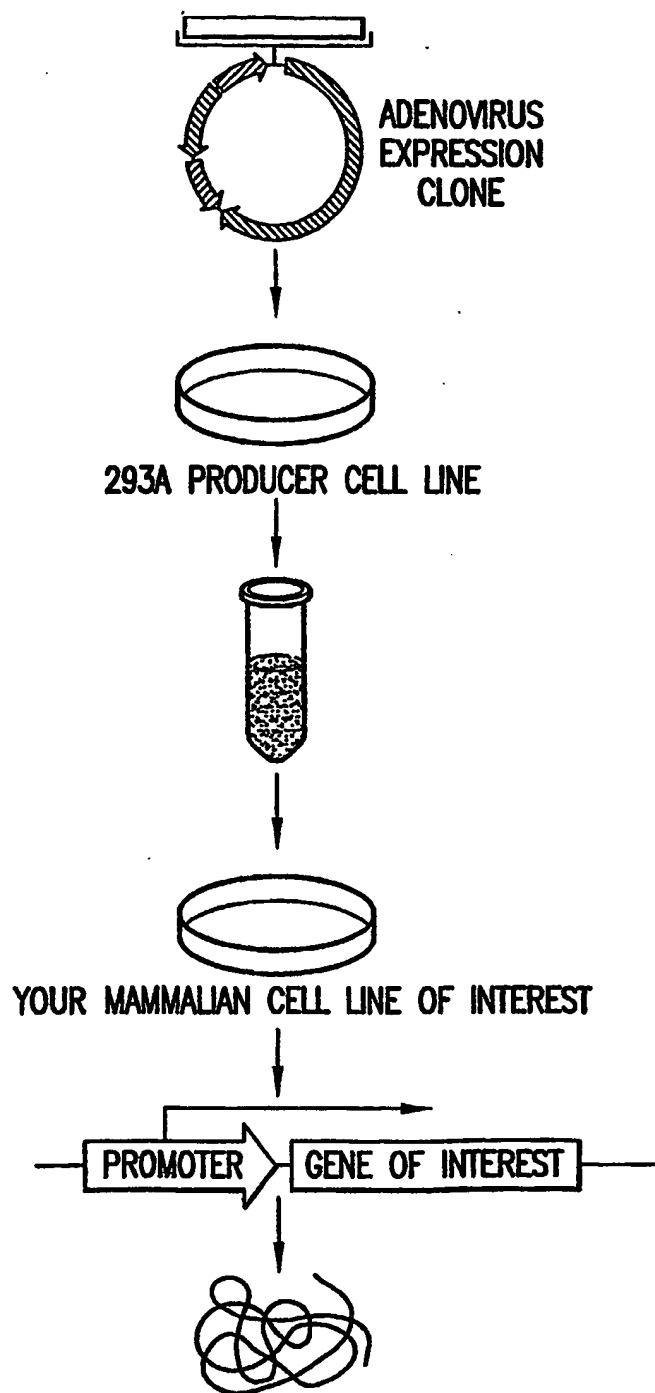 ADENOVIRUS
EXPRESSION
CLONE
293A PRODUCER CELL LINE
YOUR MAMMALIAN CELL LINE OF INTEREST
PROMOTER
GENE OF INTEREST